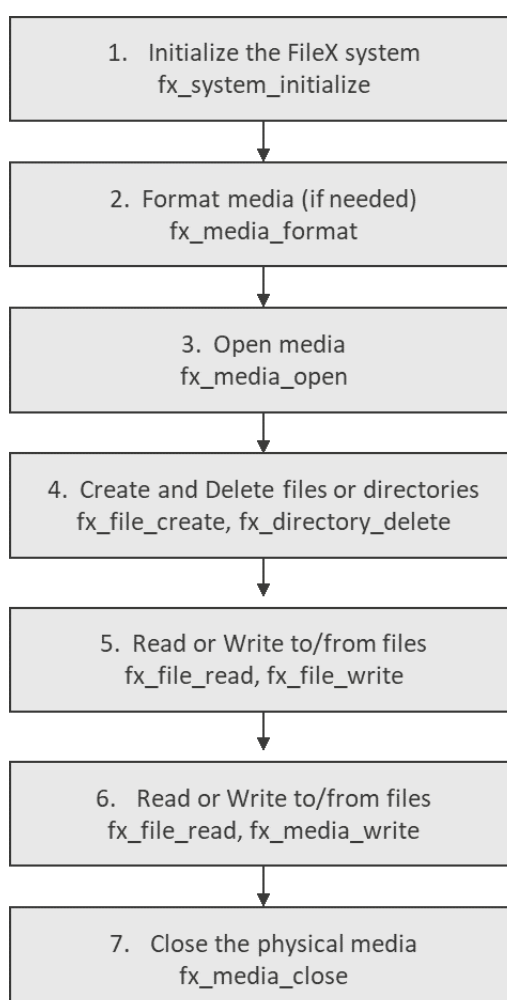 1. Initialize the FileX system
fx_system_initialize
2. Format media (if needed)
fx_media_format
3. Open media
fx_media_open
4. Create and Delete files or directories
fx_file_create, fx_directory_delete
5. Read or Write to/from files
fx_file_read, fx_file_write
6. Read or Write to/from files
fx_file_read, fx_media_write
7. Close the physical media
fx_media_close